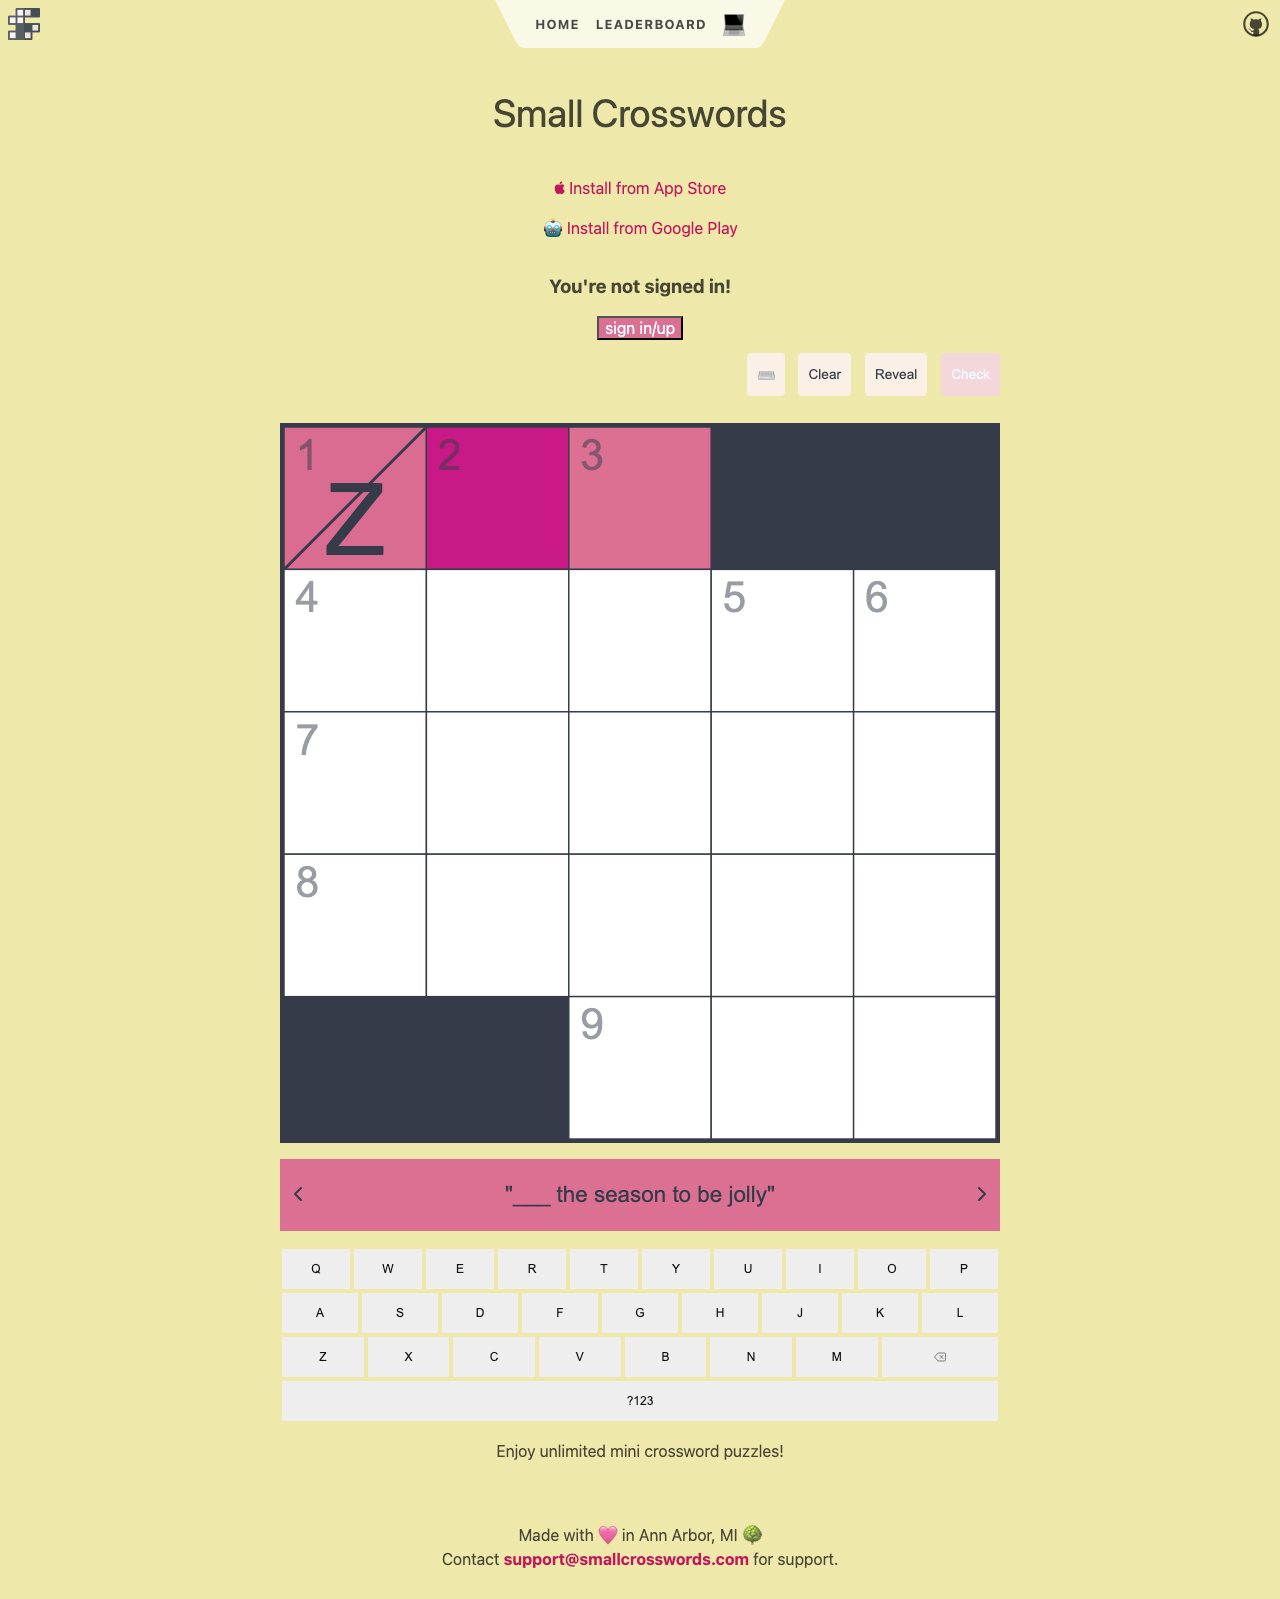 HOME LEADERBOARD
Small Crosswords
Install from App Store
Install from Google Play
You're not signed in!
sign in/up
Clear Reveal Check
1 2 3
Z
4 5 6
7
8
9
"___ the season to be jolly"
Q W E R T Y U I O P
A S D F G H J K L
Z X C V B N M
?123
Enjoy unlimited mini crossword puzzles!
Made with 🩷 in Ann Arbor, MI 🌳
Contact support@smallcrosswords.com for support.